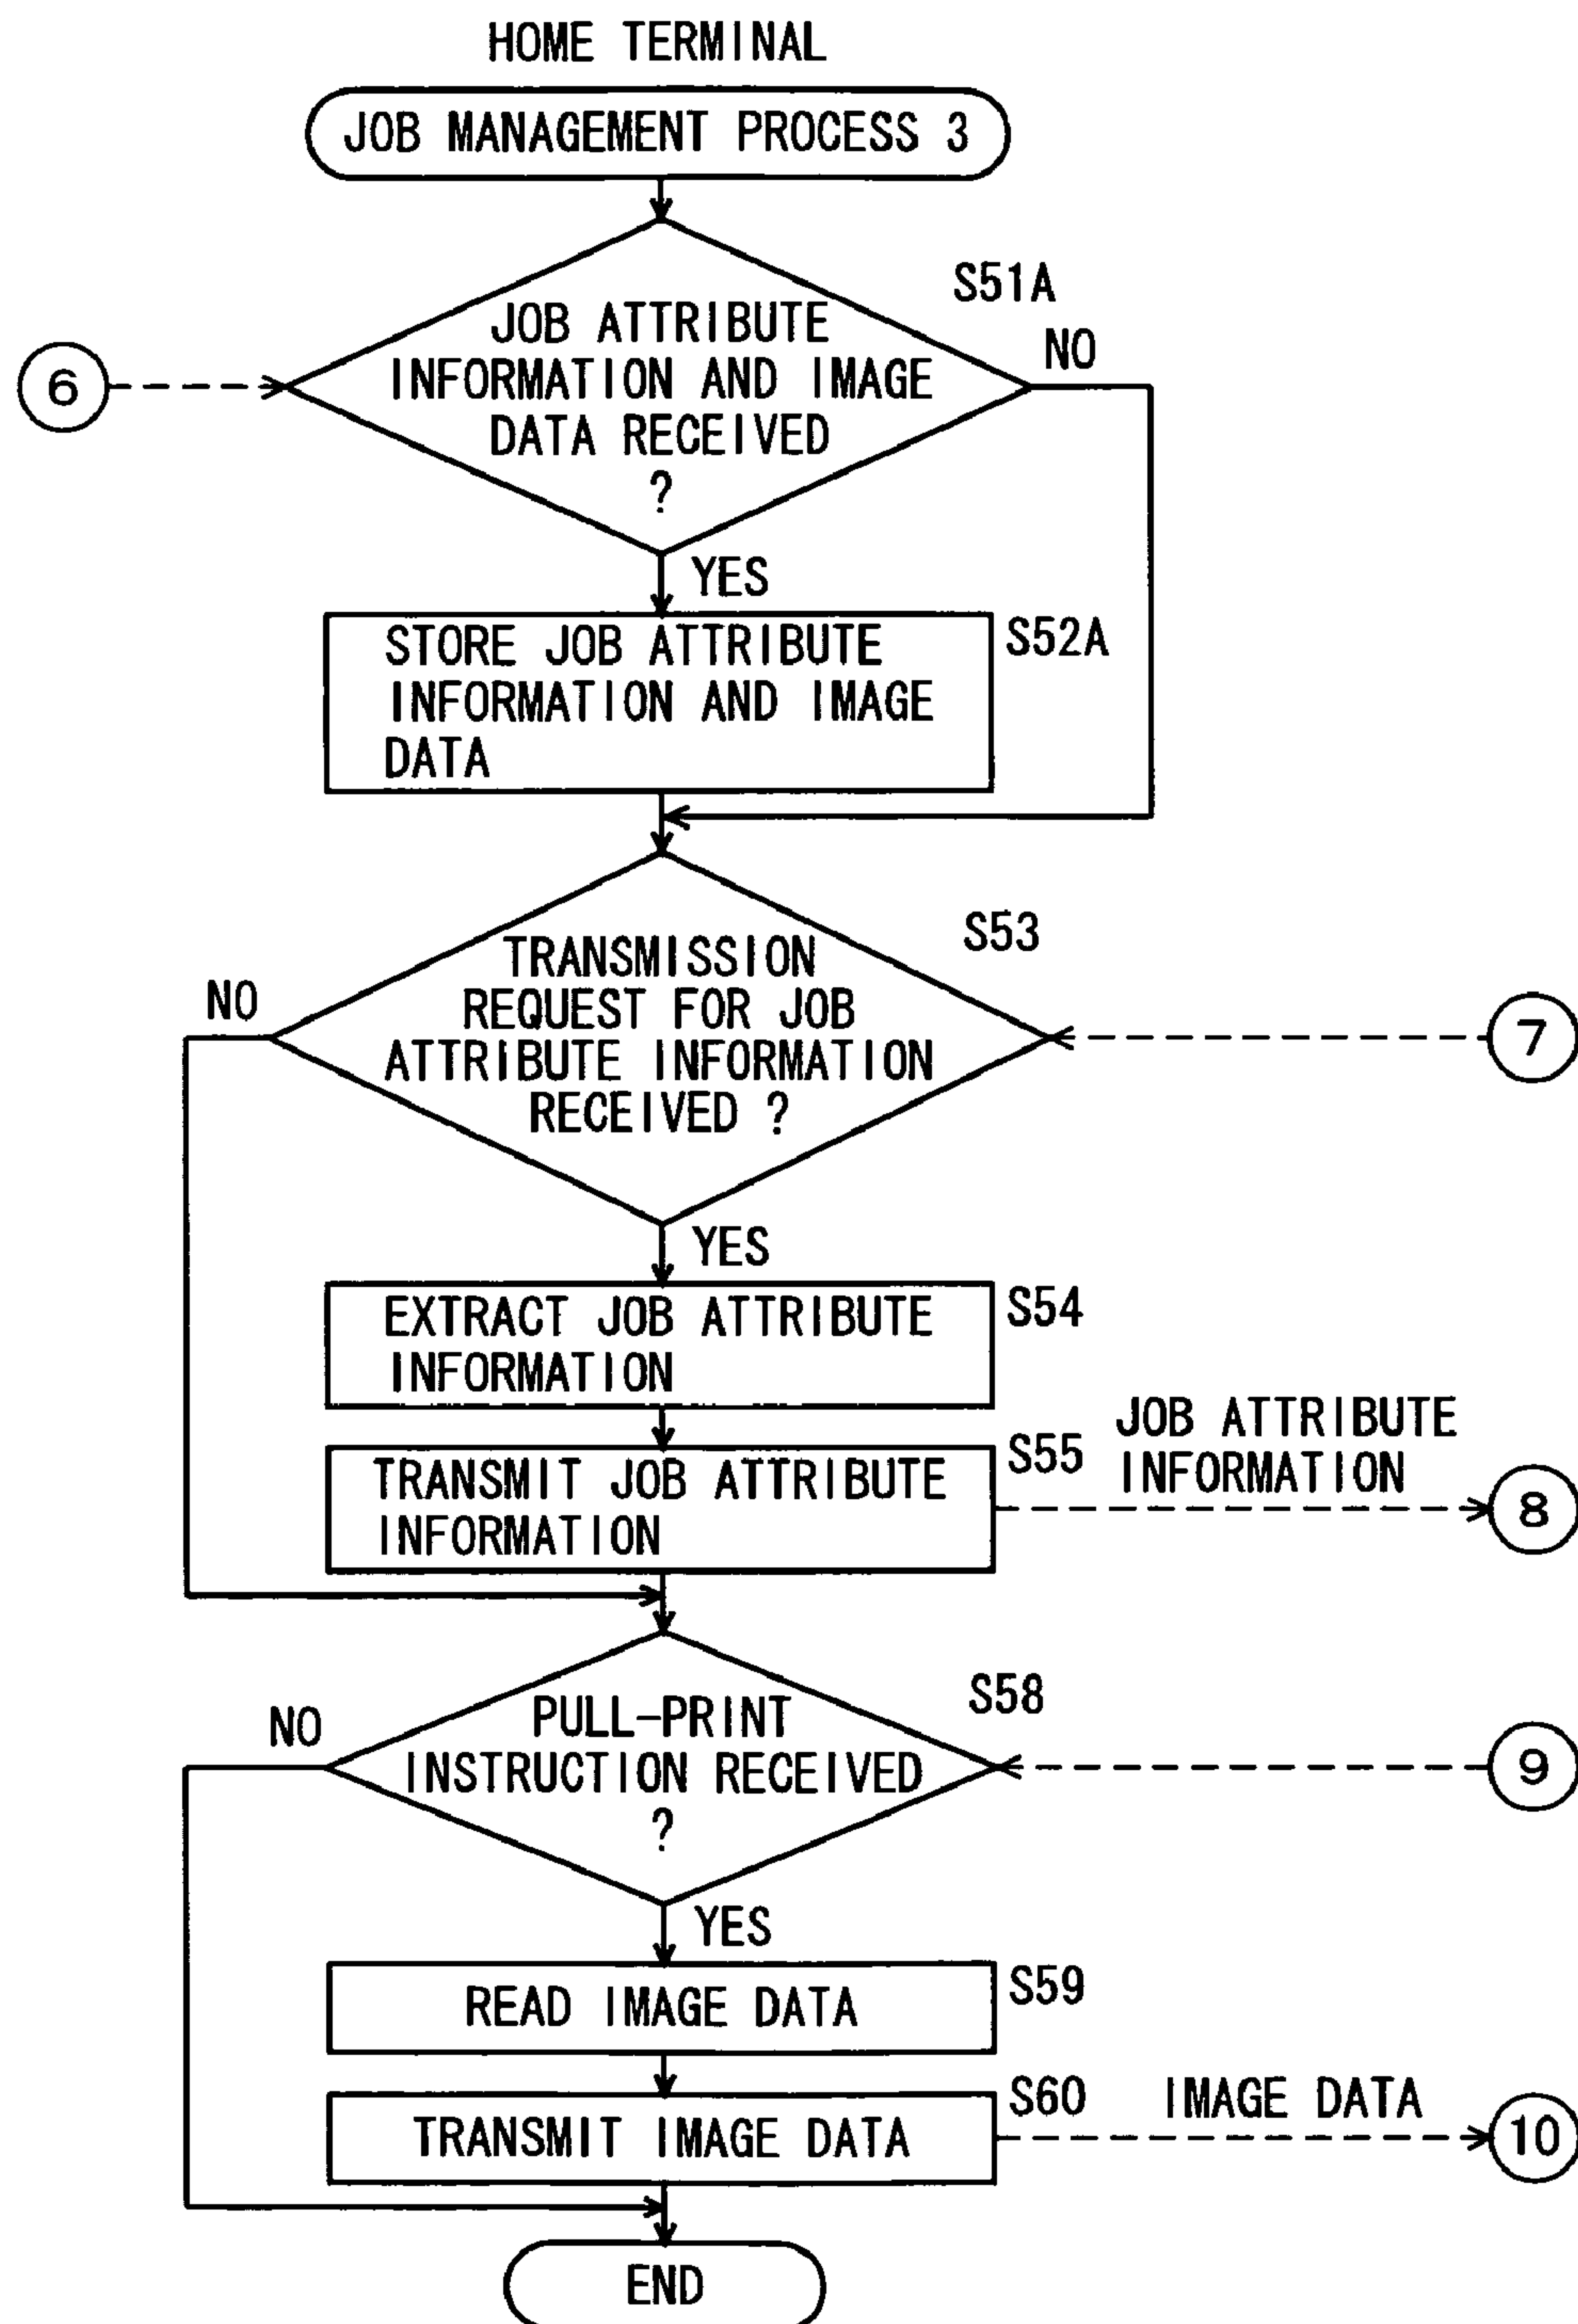 HOME TERMINAL
JOB MANAGEMENT PROCESS 3
S51A
JOB ATTRIBUTE
INFORMATION AND IMAGE
DATA RECEIVED
?
NO
6
YES
STORE JOB ATTRIBUTE
INFORMATION AND IMAGE
DATA
S52A
S53
TRANSMISSION
REQUEST FOR JOB
ATTRIBUTE INFORMATION
RECEIVED ?
NO
7
YES
EXTRACT JOB ATTRIBUTE
INFORMATION
S54
TRANSMIT JOB ATTRIBUTE
INFORMATION
S55
JOB ATTRIBUTE
INFORMATION
8
S58
PULL-PRINT
INSTRUCTION RECEIVED
?
NO
9
YES
READ IMAGE DATA
S59
TRANSMIT IMAGE DATA
S60
IMAGE DATA
10
END